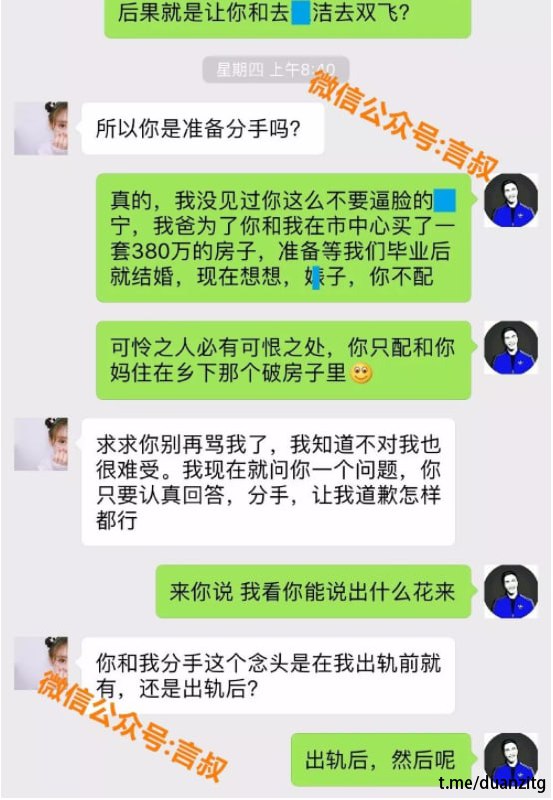 后果就是让你和去洁去双飞?
星期四 上午8:40
微信公众号:言叔
所以你是准备分手吗?
真的，我没见过你这么不要逼脸的
宁，我爸为了你和我在市中心买了一
套380万的房子，准备等我们毕业后
就结婚，现在想想，婊子，你不配
可怜之人必有可恨之处，你只配和你
妈住在乡下那个破房子里
求求你别再骂我了，我知道不对我也
很难受。我现在就问你一个问题，你
只要认真回答，分手，让我道歉怎样
都行
来你说 我看你能说出什么花来
你和我分手这个念头是在我出轨前就
有，还是出轨后?
微信公众号:言叔
出轨后，然后呢
t.me/duanzitg